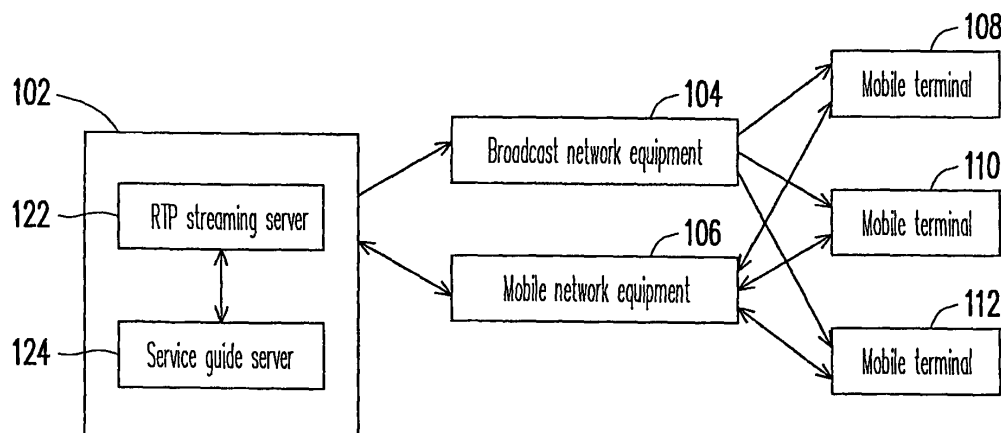 102
122
RTP streaming server
124
Service guide server
104
Broadcast network equipment
106
Mobile network equipment
108
Mobile terminal
110
Mobile terminal
112
Mobile terminal